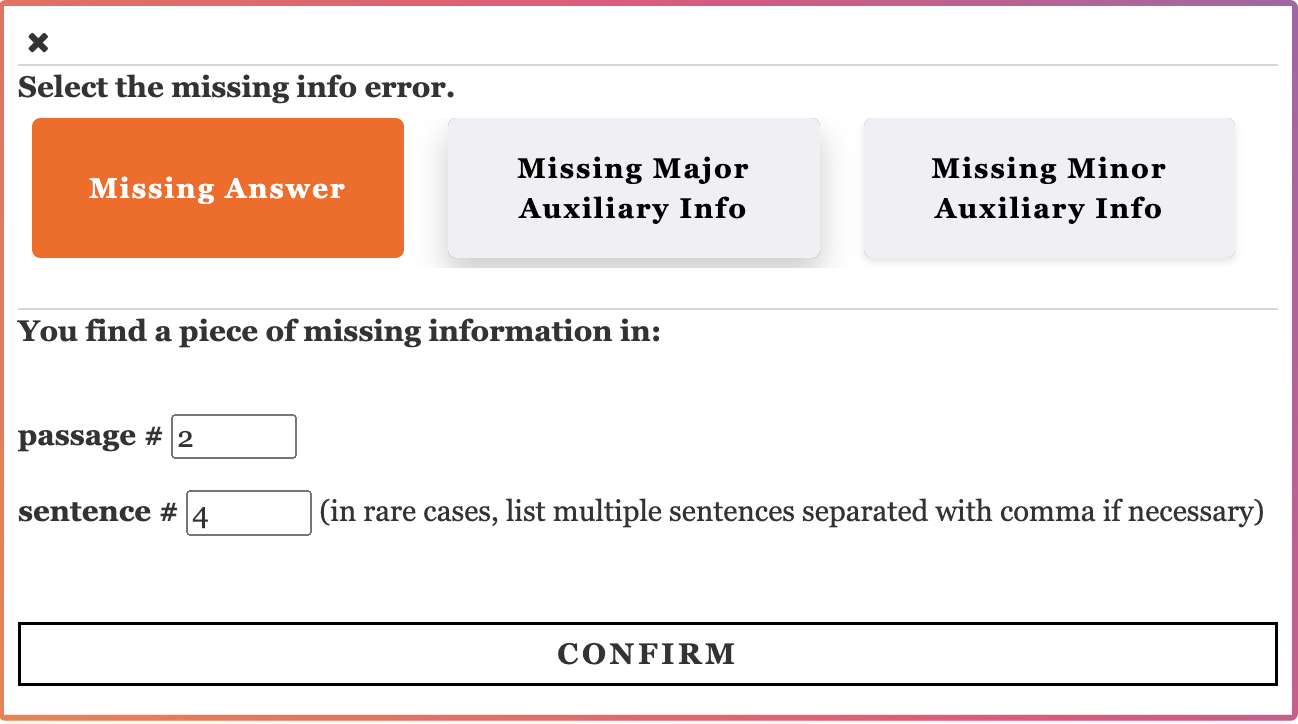 ✖
Select the missing info error.
Missing Answer
Missing Major
Auxiliary Info
Missing Minor
Auxiliary Info
You find a piece of missing information in:
passage # 2
sentence # 4 (in rare cases, list multiple sentences separated with comma if necessary)
CONFIRM